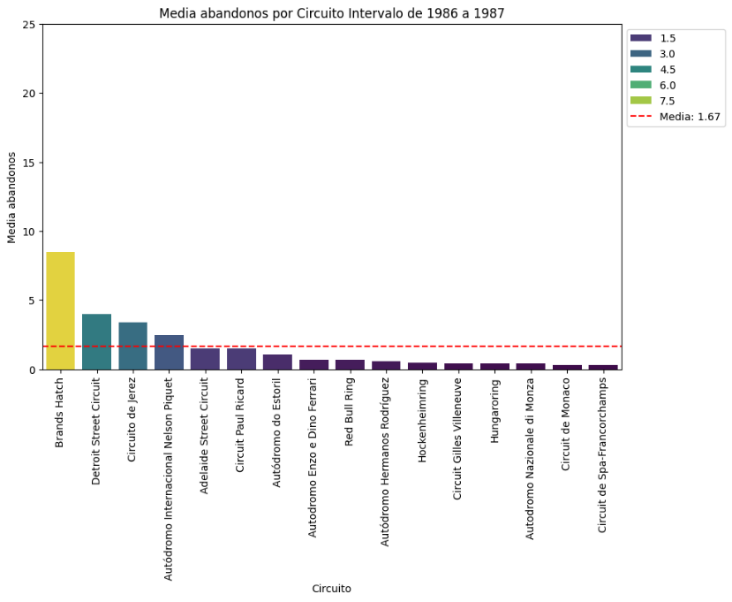 Media abandonos por Circuito Intervalo de 1986 a 1987
25
20
15
10
5
0
Media abandonos
1.5
3.0
4.5
6.0
7.5
Media: 1.67
Brands Hatch
Detroit Street Circuit
Circuito de Jerez
Autódromo Internacional Nelson Piquet
Adelaide Street Circuit
Circuit Paul Ricard
Autódromo do Estoril
Autodromo Enzo e Dino Ferrari
Red Bull Ring
Autódromo Hermanos Rodríguez
Hockenheimring
Circuit Gilles Villeneuve
Hungaroring
Autodromo Nazionale di Monza
Circuit de Monaco
Circuit de Spa-Francorchamps
Circuito